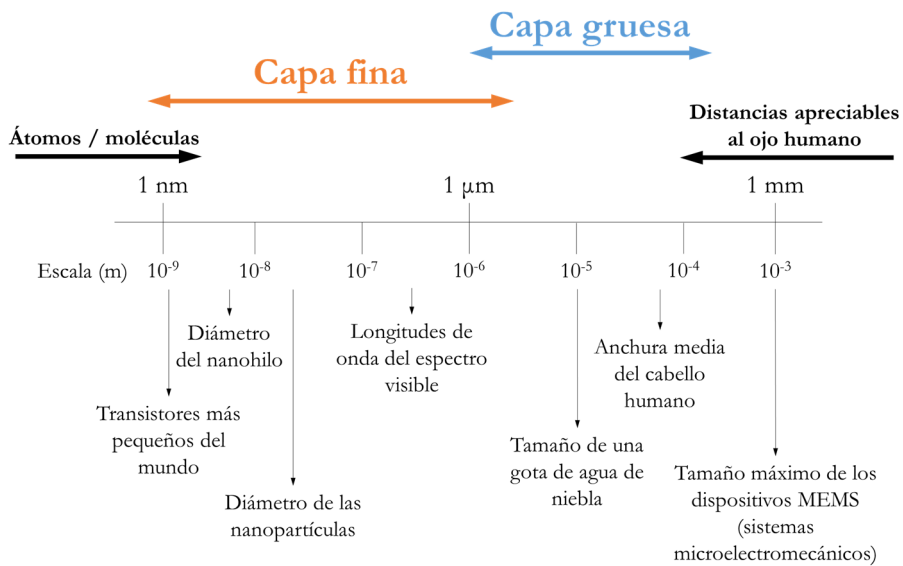 Capa gruesa
Capa fina
Átomos / moléculas
Distancias apreciables
al ojo humano
1 nm
1 μm
1 mm
Escala (m)
10⁻⁹
10⁻⁸
10⁻⁷
10⁻⁶
10⁻⁵
10⁻⁴
10⁻³
Diámetro
del nanohilo
Longitudes de
onda del espectro
visible
Anchura media
del cabello
humano
Transistores más
pequeños del
mundo
Tamaño de una
gota de agua de
niebla
Tamaño máximo de los
dispositivos MEMS
(sistemas
microelectromecánicos)
Diámetro de las
nanopartículas